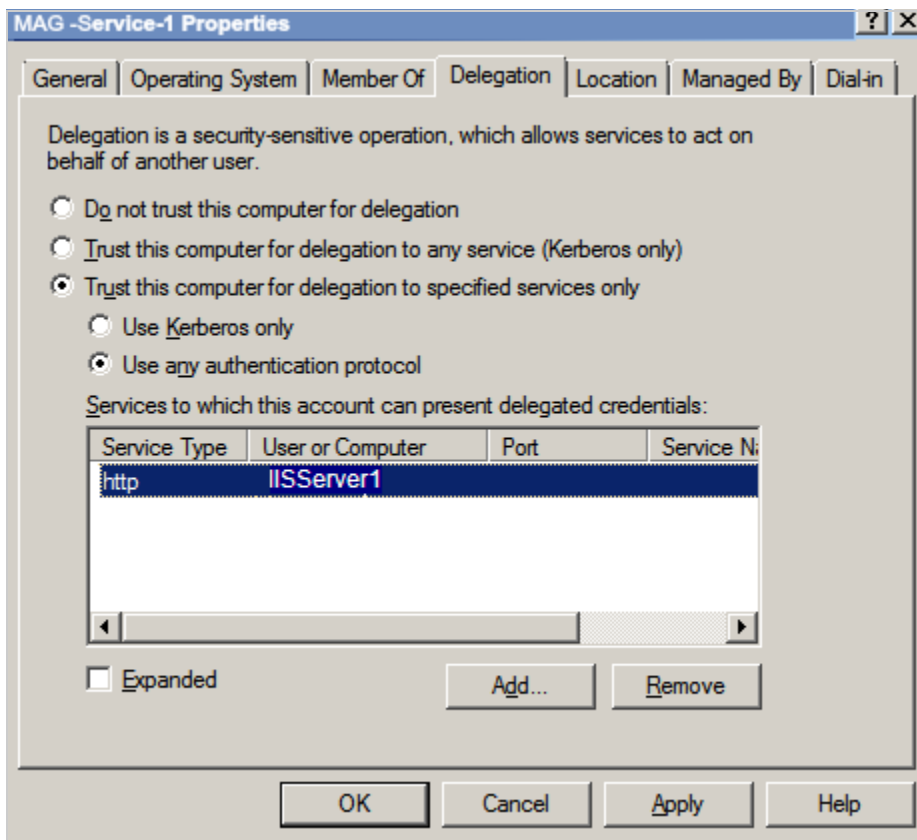 MAG -Service-1 Properties
General Operating System Member Of Delegation Location Managed By Dial-in
Delegation is a security-sensitive operation, which allows services to act on
behalf of another user.
Do not trust this computer for delegation
Trust this computer for delegation to any service (Kerberos only)
Trust this computer for delegation to specified services only
Use Kerberos only
Use any authentication protocol
Services to which this account can present delegated credentials:
Service Type User or Computer Port Service Na
http IISServer1
Expanded Add... Remove
OK Cancel Apply Help